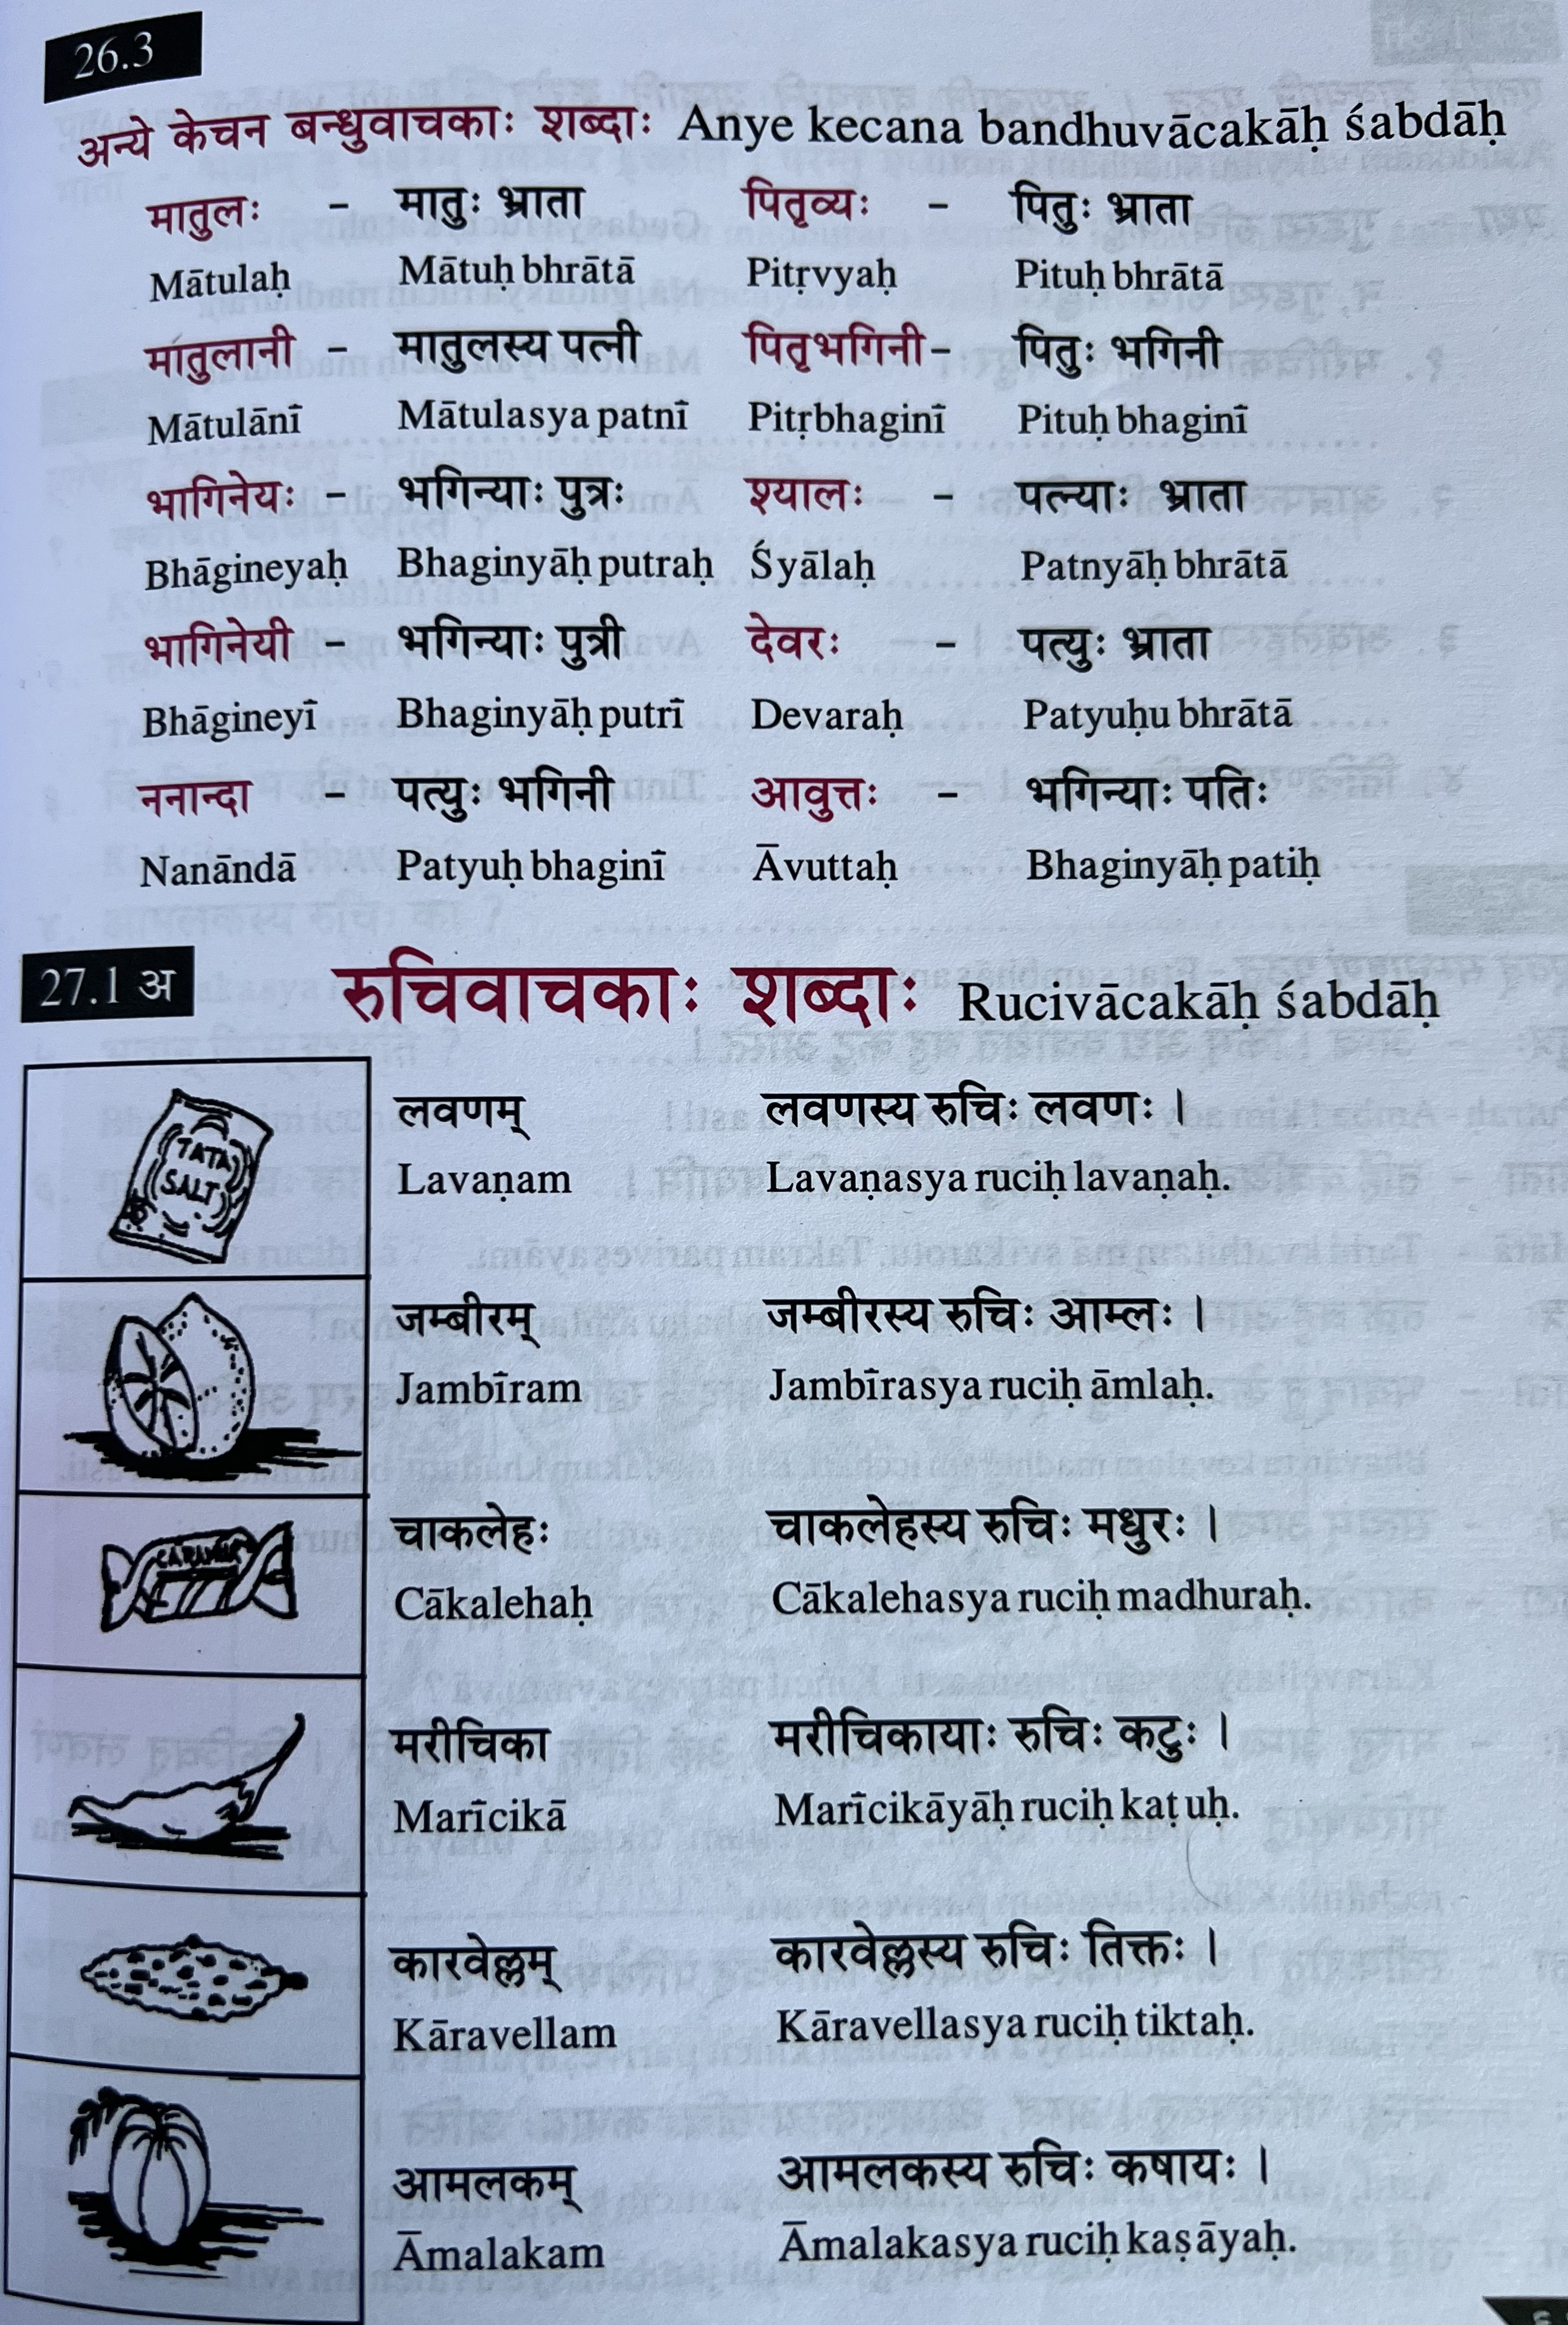 26.3
अन्ये केचन बन्धुवाचकाः शब्दाः Anye kecana bandhuvācakāḥ śabdāḥ
मातुलः – मातुः भ्राता पितृव्यः – पितुः भ्राता
Mātulaḥ Mātuḥ bhrātā Pitṛvyaḥ Pituḥ bhrātā
मातुलानी – मातुलस्य पत्नी पितृभगिनी – पितुः भगिनी
Mātulānī Mātulasya patnī Pitṛbhaginī Pituḥ bhaginī
भागिनेयः – भगिन्याः पुत्रः श्यालः – पत्न्याः भ्राता
Bhāgineyaḥ Bhaginyāḥ putraḥ Śyālaḥ Patnyāḥ bhrātā
भागिनेयी – भगिन्याः पुत्री देवरः – पत्युः भ्राता
Bhāgineyī Bhaginyāḥ putrī Devaraḥ Patyuḥu bhrātā
ननान्दा – पत्युः भगिनी आवुत्तः – भगिन्याः पतिः
Nanāndā Patyuḥ bhaginī Āvuttaḥ Bhaginyāḥ patiḥ
27.1 अ रुचिवाचकाः शब्दाः Rucivācakāḥ śabdāḥ
TATA
SALT
लवणम् लवणस्य रुचिः लवणः ।
Lavaṇam Lavaṇasya ruciḥ lavaṇaḥ.
जम्बीरम् जम्बीरस्य रुचिः आम्लः ।
Jambīram Jambīrasya ruciḥ āmlaḥ.
चाकलेहः चाकलेहस्य रुचिः मधुरः ।
Cākalehaḥ Cākalehasya ruciḥ madhuraḥ.
मरीचिका मरीचिकायाः रुचिः कटुः ।
Marīcikā Marīcikāyāḥ ruciḥ kaṭuḥ.
कारवेल्लम् कारवेल्लस्य रुचिः तिक्तः ।
Kāravellam Kāravellasya ruciḥ tiktaḥ.
आमलकम् आमलकस्य रुचिः कषायः ।
Āmalakam Āmalakasya ruciḥ kaṣāyaḥ.